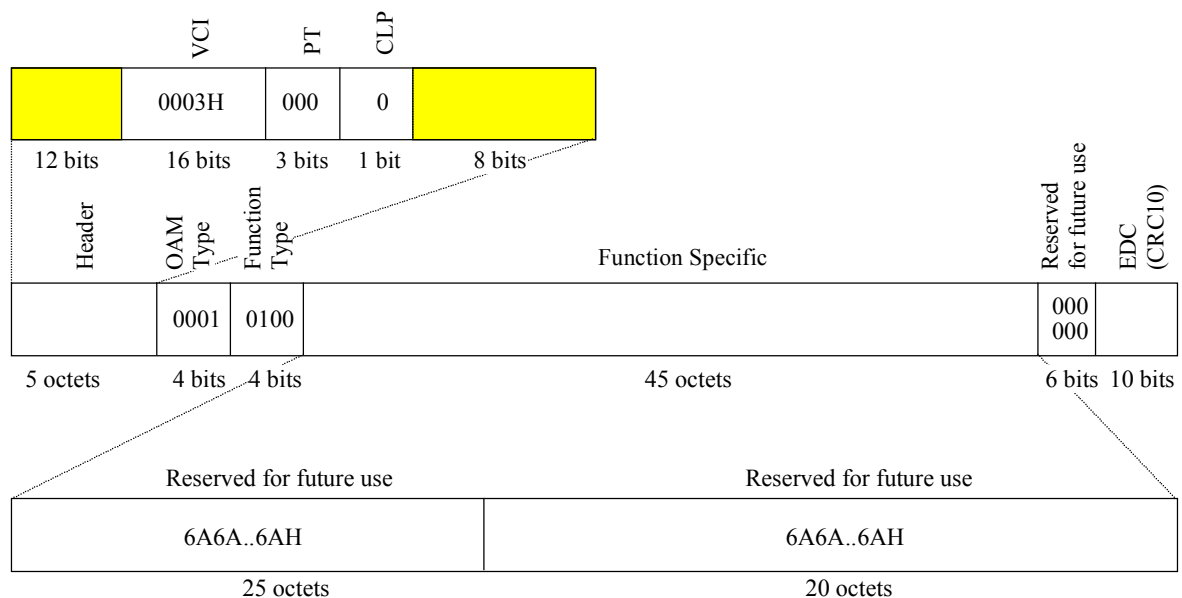 VCI
PT
CLP
0003H
000
0
12 bits
16 bits
3 bits
1 bit
8 bits
Header
OAM
Type
Function
Type
Function Specific
Reserved
for future use
EDC
(CRC10)
0001
0100
000
000
5 octets
4 bits
4 bits
45 octets
6 bits
10 bits
Reserved for future use
Reserved for future use
6A6A..6AH
6A6A..6AH
25 octets
20 octets